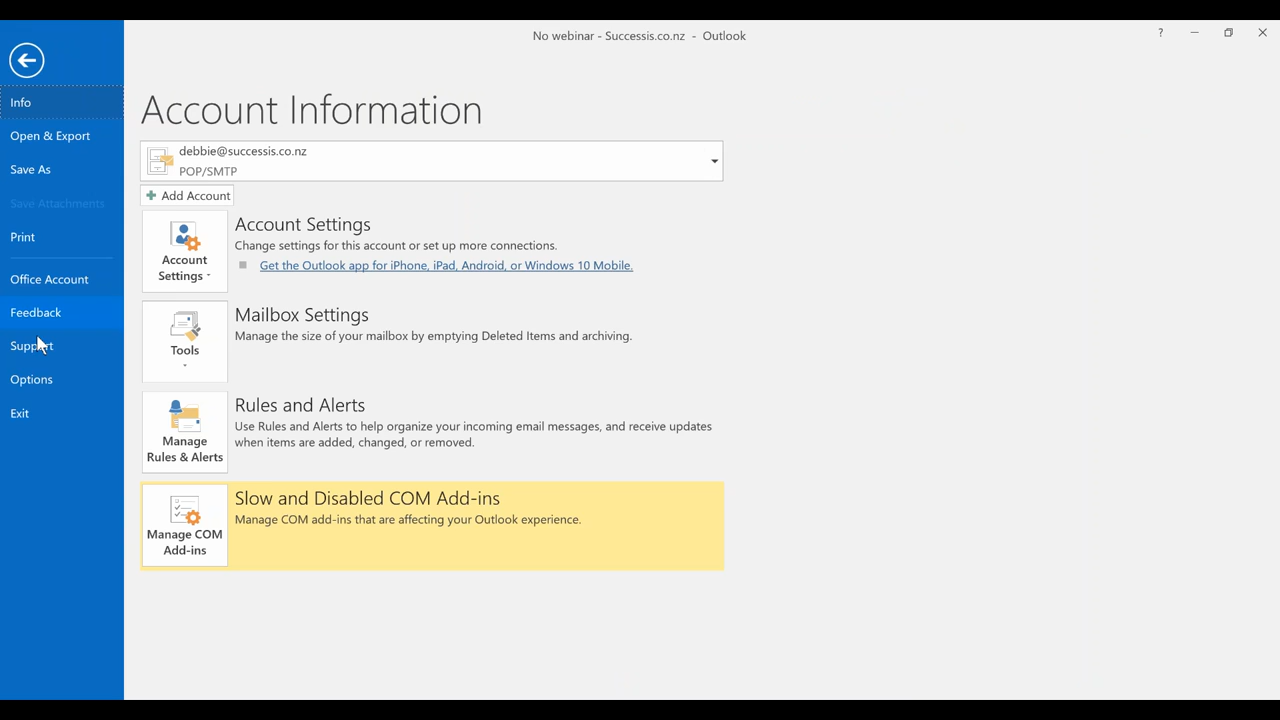 No webinar - Successis.co.nz - Outlook
?
Info
Open & Export
Save As
Save Attachments
Print
Office Account
Feedback
Support
Options
Exit
Account Information
debbie@successis.co.nz
POP/SMTP
Add Account
Account
Settings
Account Settings
Change settings for this account or set up more connections.
Get the Outlook app for iPhone, iPad, Android, or Windows 10 Mobile.
Tools
Mailbox Settings
Manage the size of your mailbox by emptying Deleted Items and archiving.
Manage
Rules & Alerts
Rules and Alerts
Use Rules and Alerts to help organize your incoming email messages, and receive updates
when items are added, changed, or removed.
Manage COM
Add-ins
Slow and Disabled COM Add-ins
Manage COM add-ins that are affecting your Outlook experience.